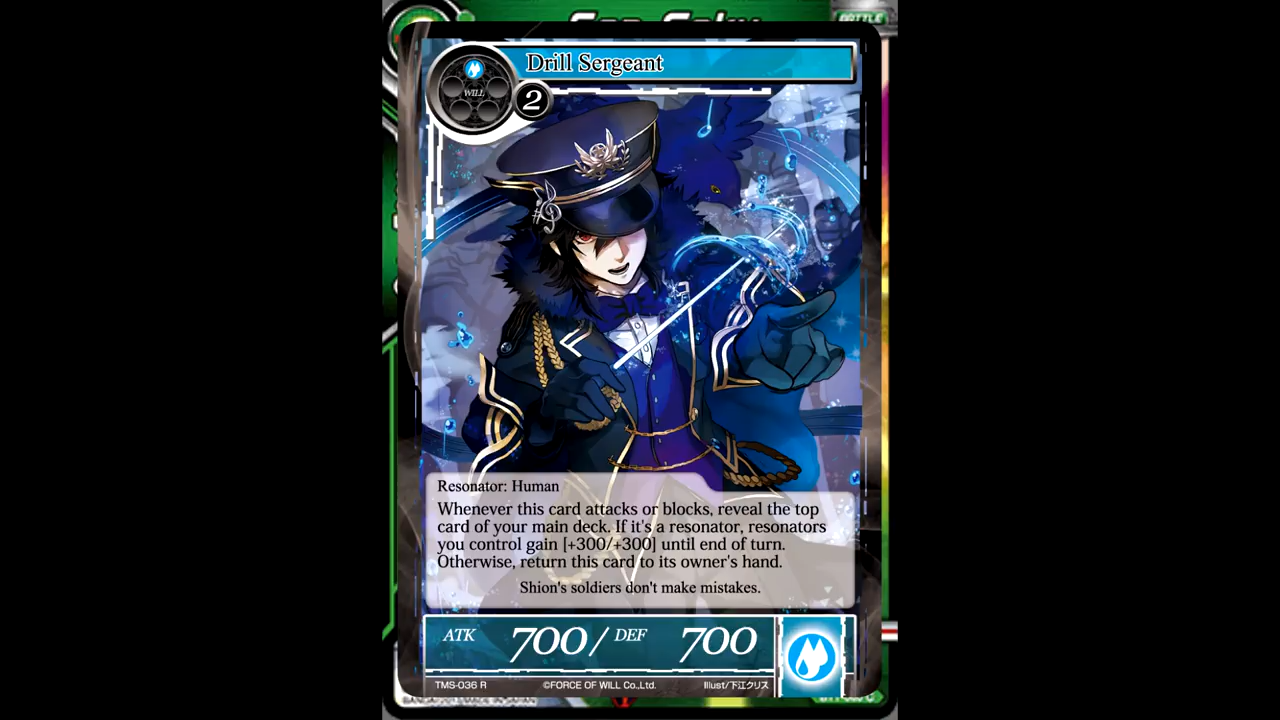 BATTLE
Drill Sergeant
WILL
2
Resonator: Human
Whenever this card attacks or blocks, reveal the top
card of your main deck. If it's a resonator, resonators
you control gain [+300/+300] until end of turn.
Otherwise, return this card to its owner's hand.
Shion's soldiers don't make mistakes.
ATK 700 / DEF 700
TMS-036 R ©FORCE OF WILL Co.,Ltd. Illust/下江クリス